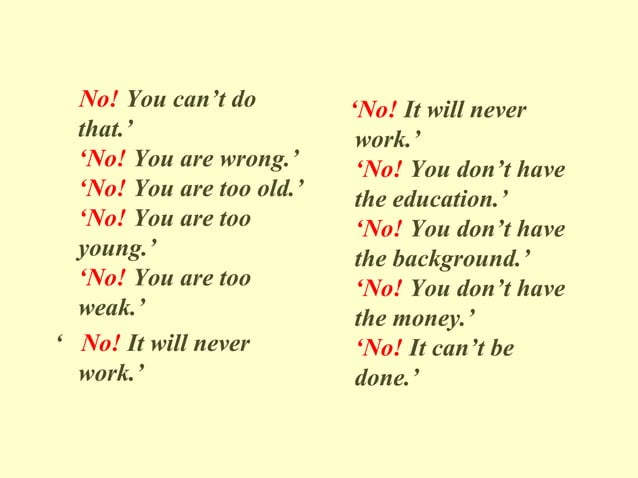 No! You can’t do
that.’
‘No! You are wrong.’
‘No! You are too old.’
‘No! You are too
young.’
‘No! You are too
weak.’
‘ No! It will never
work.’
‘No! It will never
work.’
‘No! You don’t have
the education.’
‘No! You don’t have
the background.’
‘No! You don’t have
the money.’
‘No! It can’t be
done.’